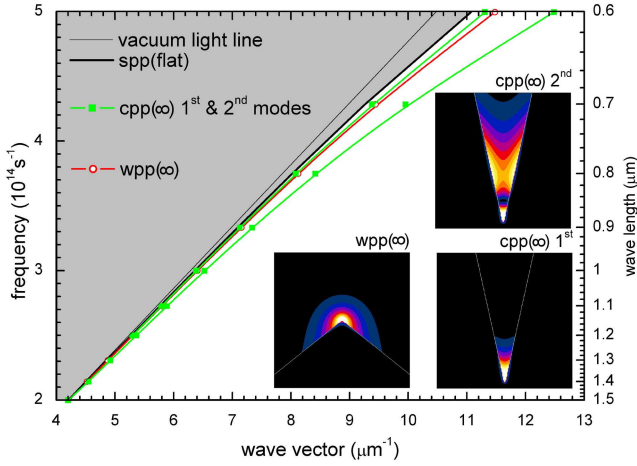 vacuum light line
spp(flat)
cpp(∞) 1st & 2nd modes
wpp(∞)
cpp(∞) 2nd
wpp(∞)
cpp(∞) 1st
frequency (10^14 s^-1)
5
4
3
2
4 5 6 7 8 9 10 11 12 13
wave vector (μm^-1)
0.6
0.7
0.8
0.9
1
1.1
1.2
1.3
1.4
1.5
wave length (μm)